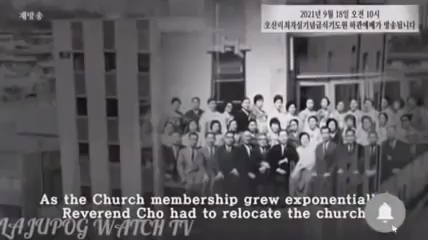 재방송
2021년 9월 18일 오전 10시
오산리최자실기념금식기도원 하관예배가 방송됩니다
As the Church membership grew exponentially
Reverend Cho had to relocate the church
LAJUPOG WATCH TV